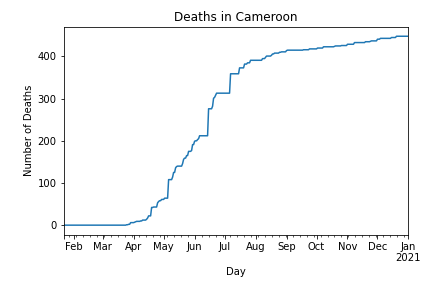 Deaths in Cameroon
Number of Deaths
400
300
200
100
0
Feb Mar Apr May Jun Jul Aug Sep Oct Nov Dec Jan
2021
Day